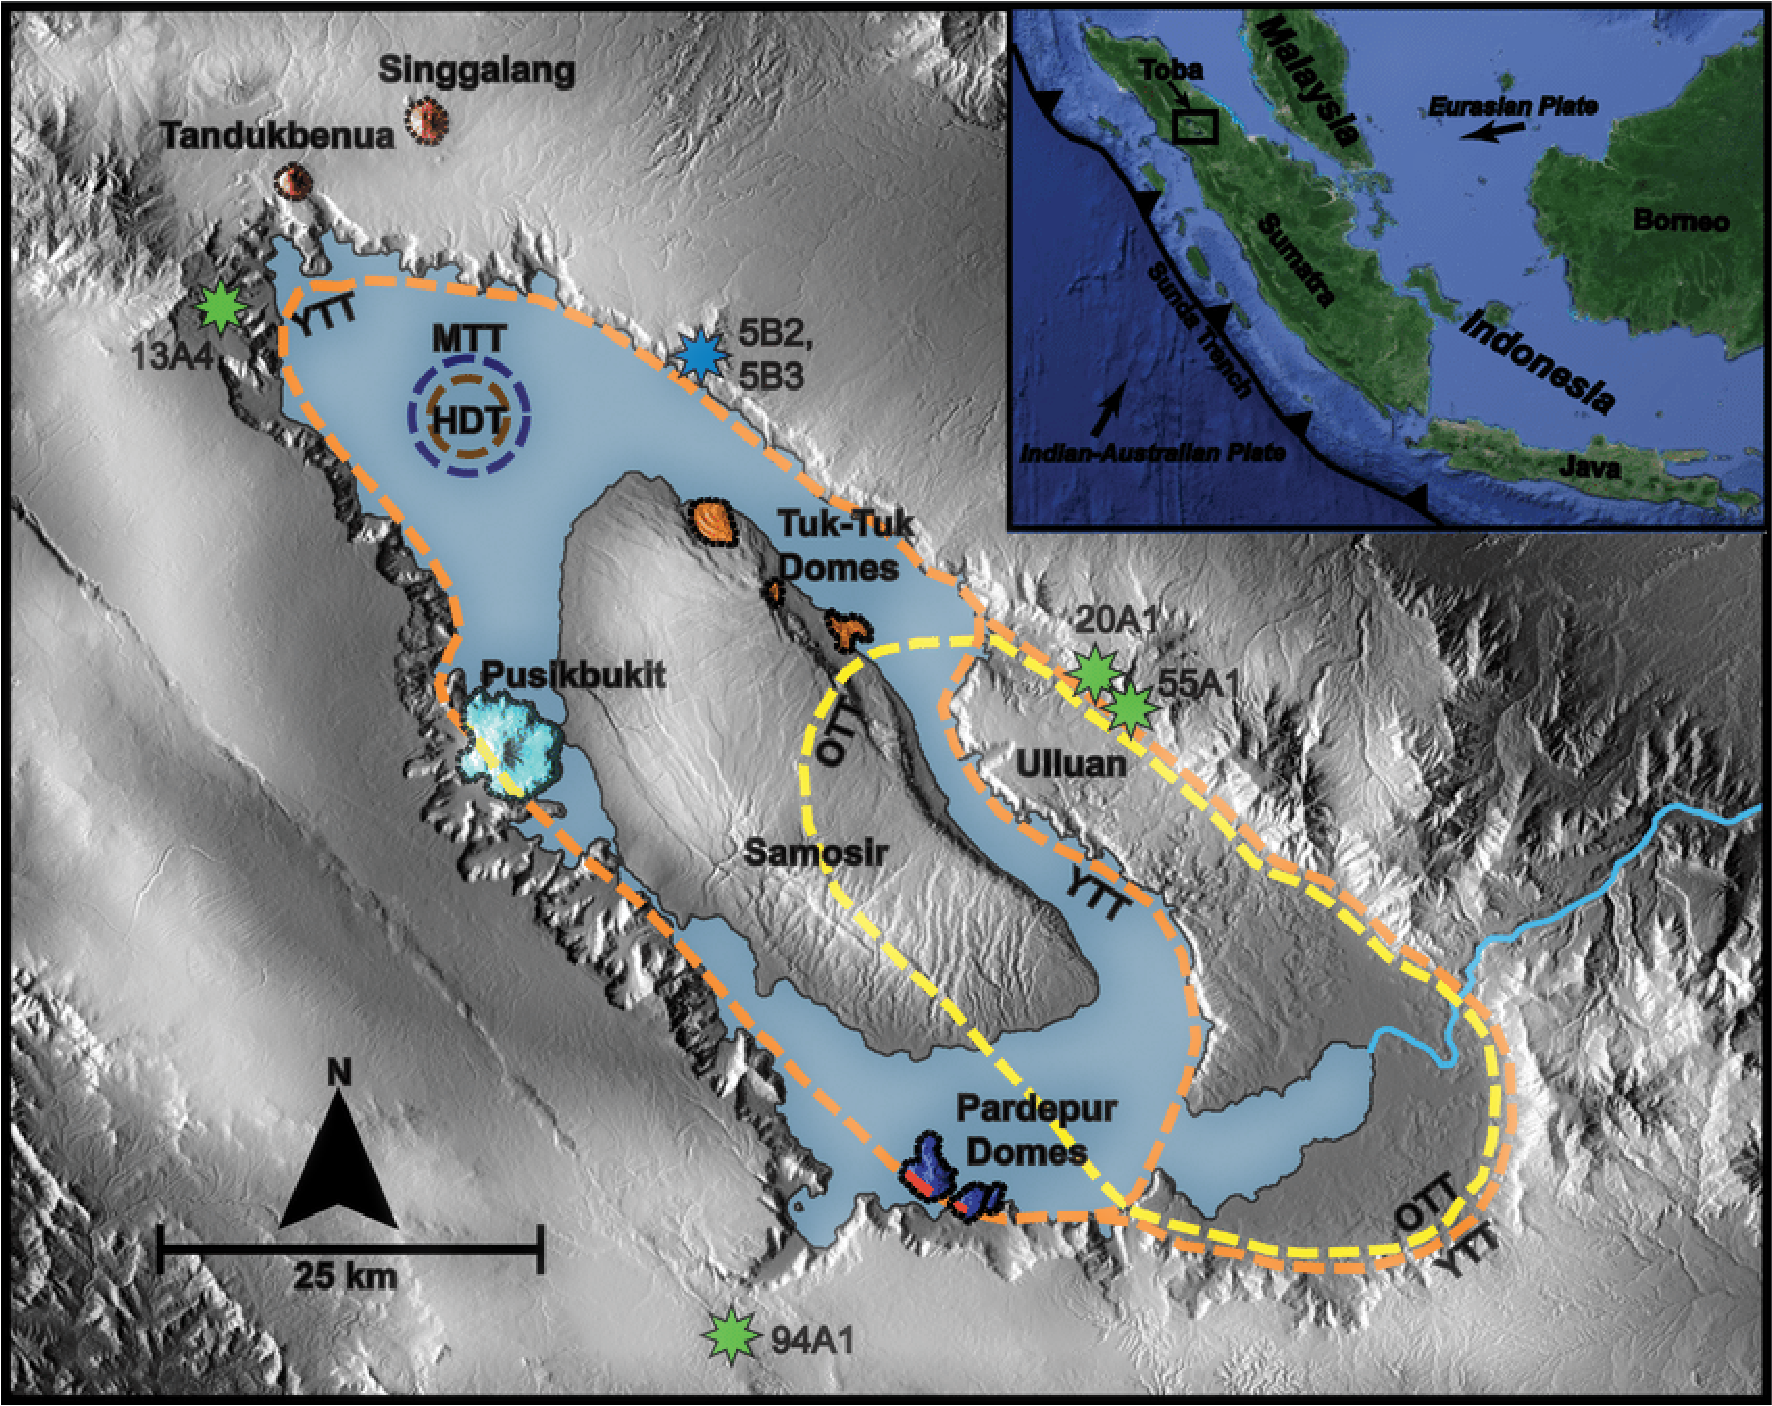 Singgalang
Tandukbenua
13A4
YTT
MTT
HDT
5B2,
5B3
Tuk-Tuk
Domes
20A1
55A1
Pusikbukit
OTT
Ulluan
Samosir
YTT
Pardepur
Domes
OTT
YTT
N
25 km
94A1
Toba
Malaysia
Eurasian Plate
Borneo
Sumatra
Sunda Trench
Indonesia
Indian-Australian Plate
Java